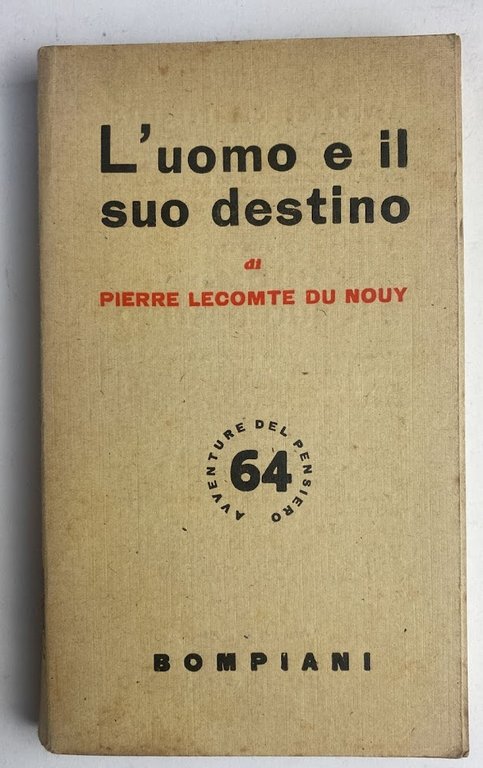 L'uomo e il
suo destino
di
PIERRE LECOMTE DU NOUY
AVVENTURE DEL PENSIERO
64
BOMPIANI